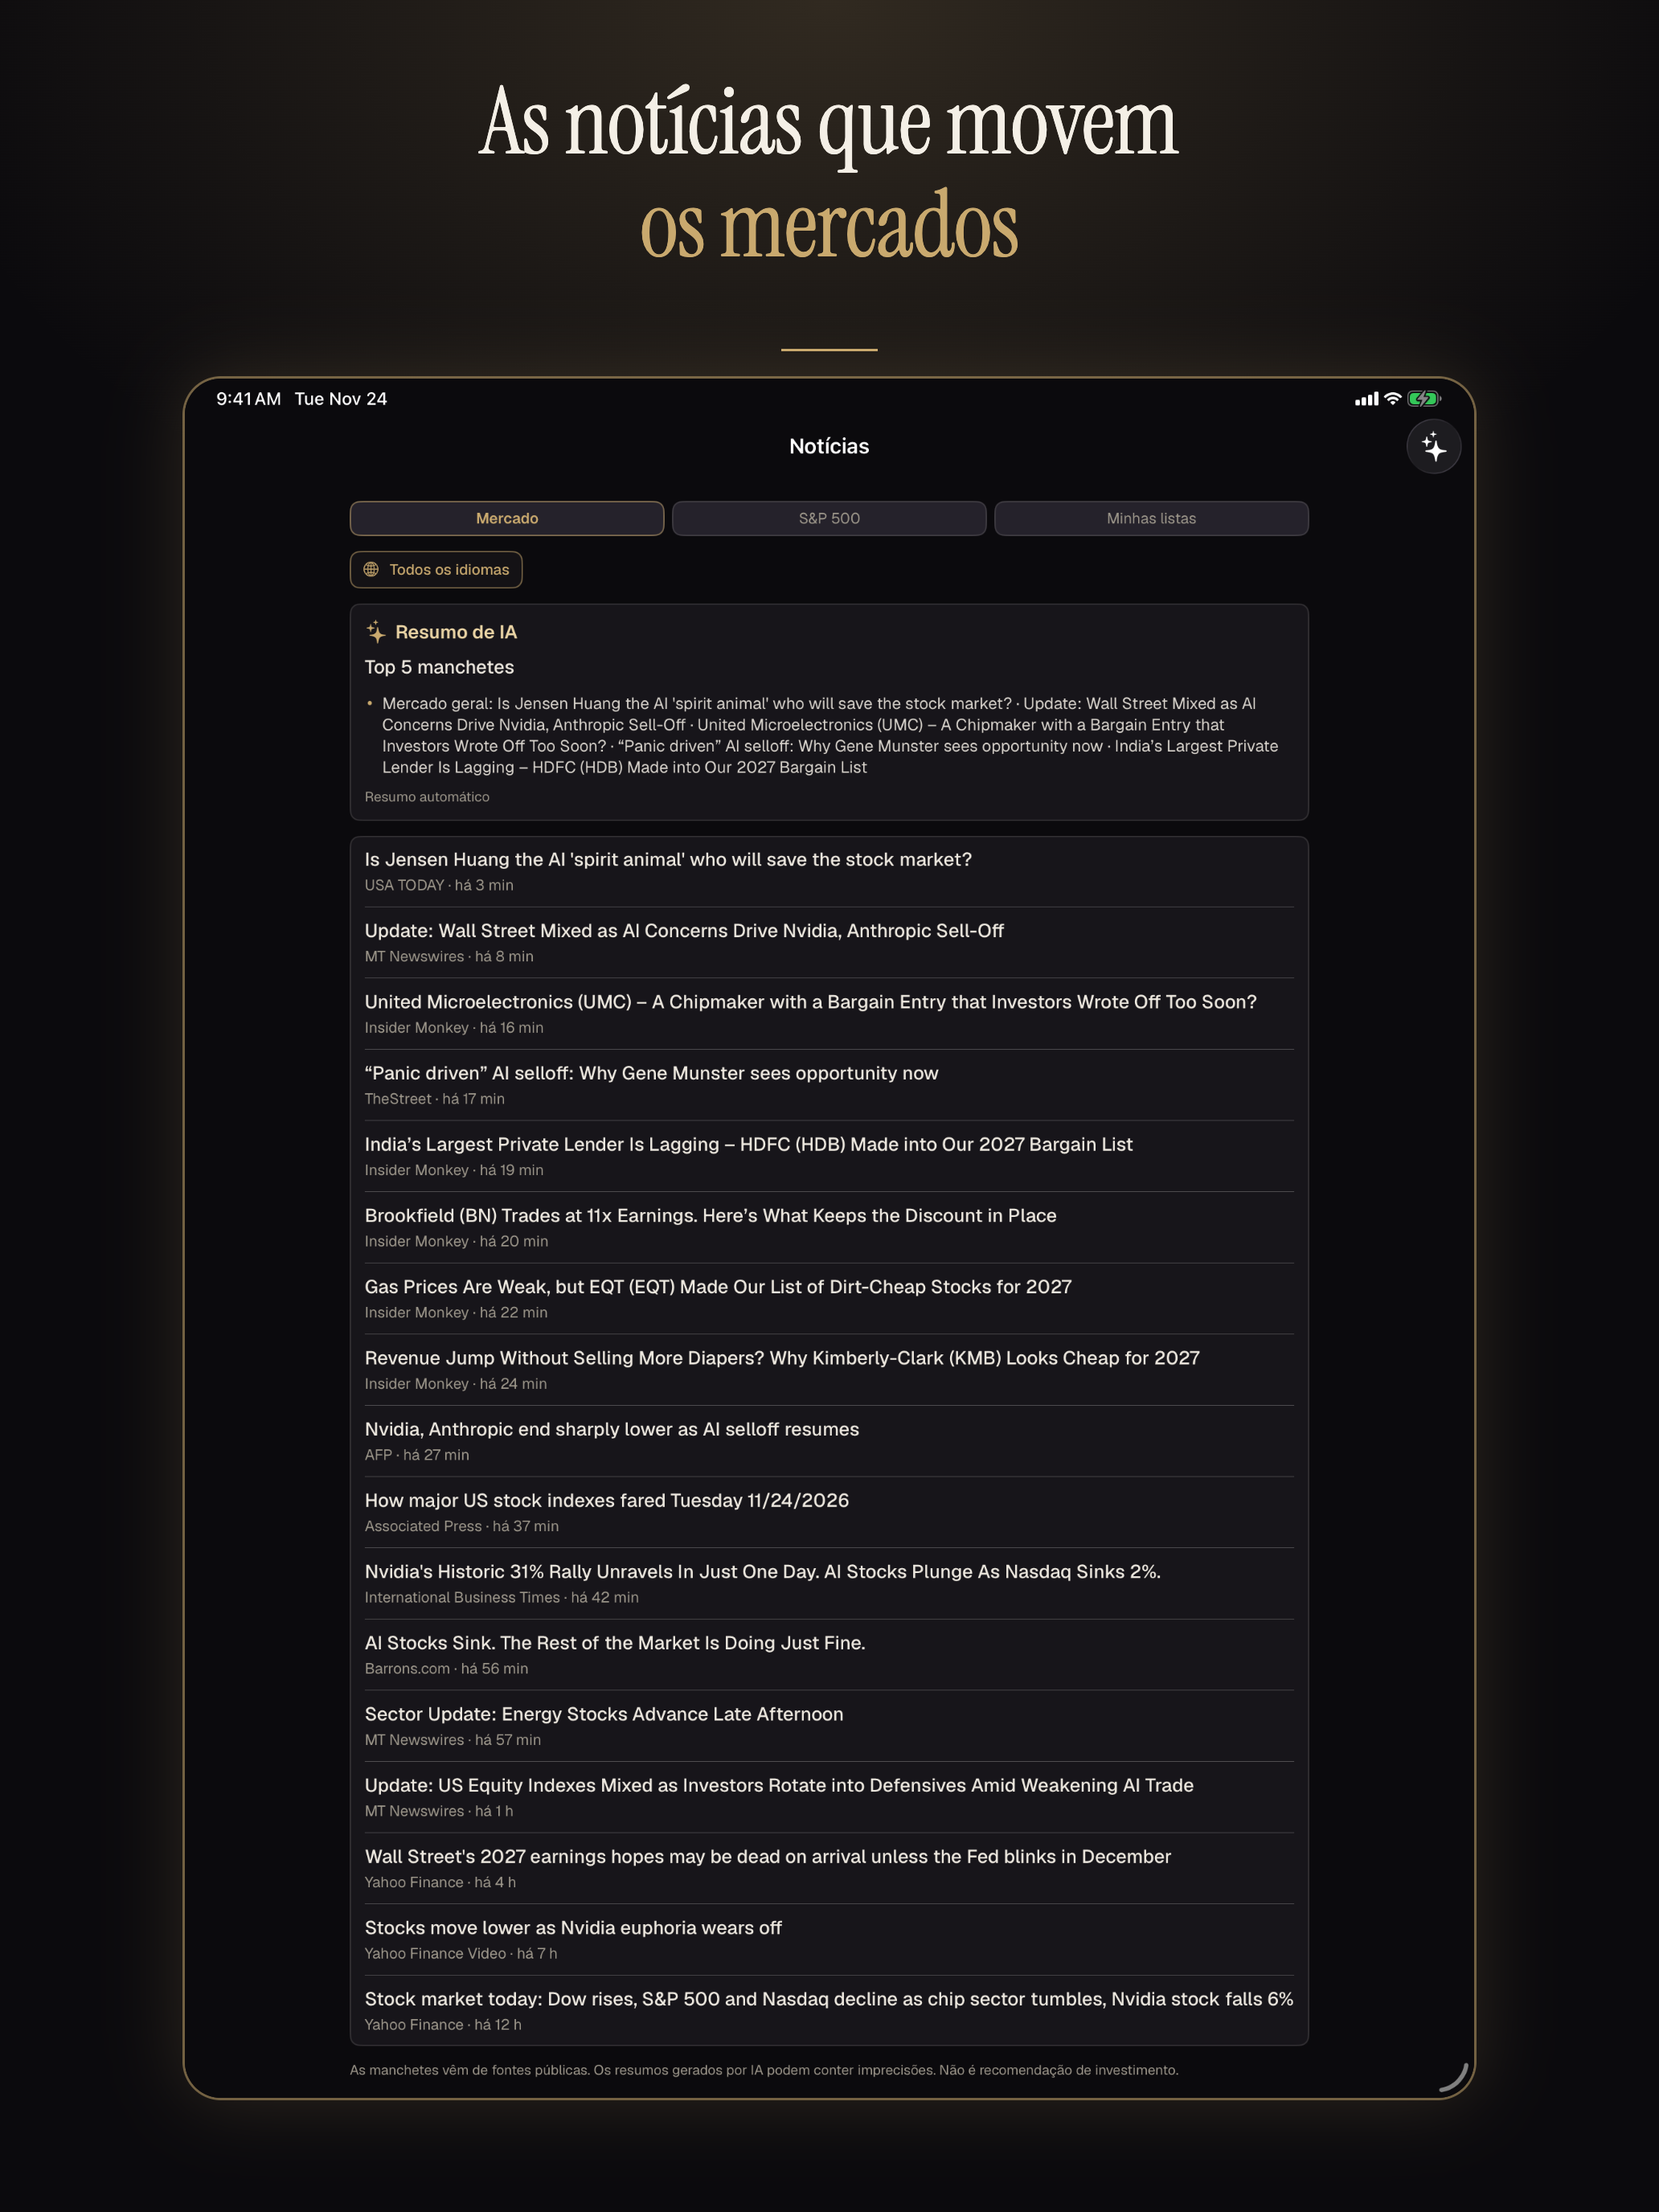 As notícias que movem
os mercados
9:41 AM Tue Nov 24
Notícias
Mercado
S&P 500
Minhas listas
Todos os idiomas
Resumo de IA
Top 5 manchetes
• Mercado geral: Is Jensen Huang the AI 'spirit animal' who will save the stock market? · Update: Wall Street Mixed as AI
Concerns Drive Nvidia, Anthropic Sell-Off · United Microelectronics (UMC) – A Chipmaker with a Bargain Entry that
Investors Wrote Off Too Soon? · “Panic driven” AI selloff: Why Gene Munster sees opportunity now · India’s Largest Private
Lender Is Lagging – HDFC (HDB) Made into Our 2027 Bargain List
Resumo automático
Is Jensen Huang the AI 'spirit animal' who will save the stock market?
USA TODAY · há 3 min
Update: Wall Street Mixed as AI Concerns Drive Nvidia, Anthropic Sell-Off
MT Newswires · há 8 min
United Microelectronics (UMC) – A Chipmaker with a Bargain Entry that Investors Wrote Off Too Soon?
Insider Monkey · há 16 min
“Panic driven” AI selloff: Why Gene Munster sees opportunity now
TheStreet · há 17 min
India’s Largest Private Lender Is Lagging – HDFC (HDB) Made into Our 2027 Bargain List
Insider Monkey · há 19 min
Brookfield (BN) Trades at 11x Earnings. Here’s What Keeps the Discount in Place
Insider Monkey · há 20 min
Gas Prices Are Weak, but EQT (EQT) Made Our List of Dirt-Cheap Stocks for 2027
Insider Monkey · há 22 min
Revenue Jump Without Selling More Diapers? Why Kimberly-Clark (KMB) Looks Cheap for 2027
Insider Monkey · há 24 min
Nvidia, Anthropic end sharply lower as AI selloff resumes
AFP · há 27 min
How major US stock indexes fared Tuesday 11/24/2026
Associated Press · há 37 min
Nvidia's Historic 31% Rally Unravels In Just One Day. AI Stocks Plunge As Nasdaq Sinks 2%.
International Business Times · há 42 min
AI Stocks Sink. The Rest of the Market Is Doing Just Fine.
Barrons.com · há 56 min
Sector Update: Energy Stocks Advance Late Afternoon
MT Newswires · há 57 min
Update: US Equity Indexes Mixed as Investors Rotate into Defensives Amid Weakening AI Trade
MT Newswires · há 1 h
Wall Street's 2027 earnings hopes may be dead on arrival unless the Fed blinks in December
Yahoo Finance · há 4 h
Stocks move lower as Nvidia euphoria wears off
Yahoo Finance Video · há 7 h
Stock market today: Dow rises, S&P 500 and Nasdaq decline as chip sector tumbles, Nvidia stock falls 6%
Yahoo Finance · há 12 h
As manchetes vêm de fontes públicas. Os resumos gerados por IA podem conter imprecisões. Não é recomendação de investimento.